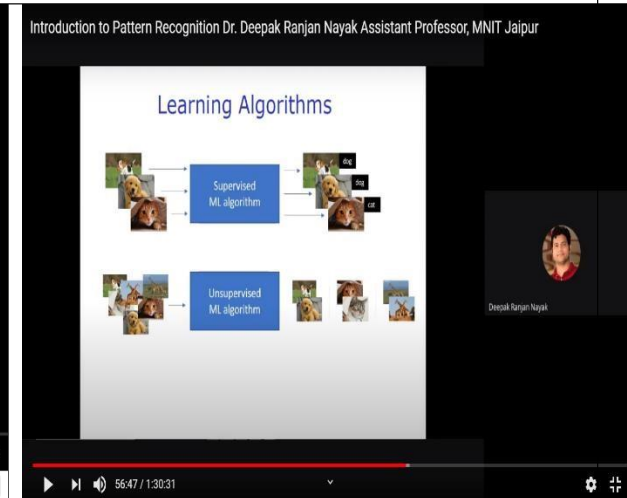 Introduction to Pattern Recognition Dr. Deepak Ranjan Nayak Assistant Professor, MNIT Jaipur
Learning Algorithms
dog
Supervised
ML algorithm
dog
cat
Unsupervised
ML algorithm
Deepak Ranjan Nayak
56:47 / 1:30:31